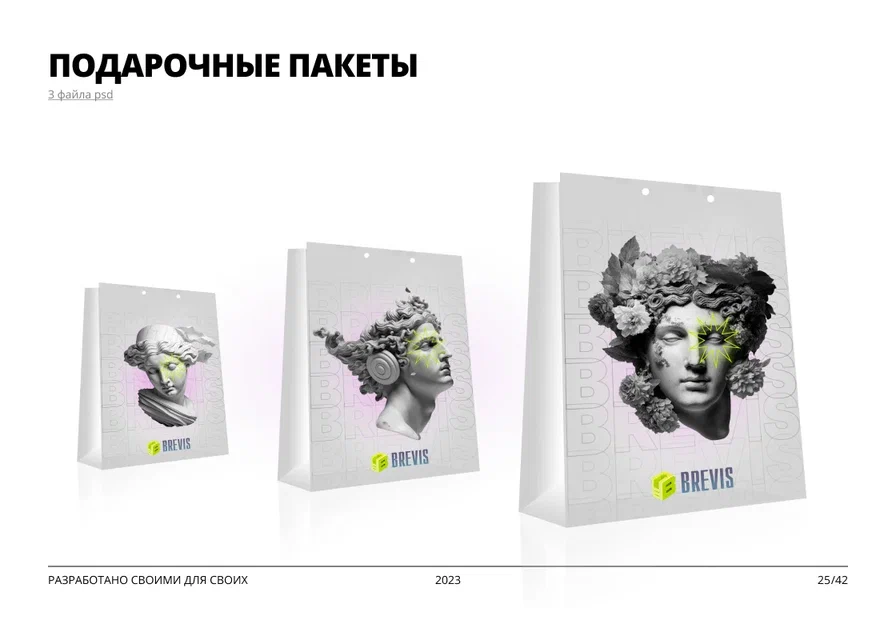 ПОДАРОЧНЫЕ ПАКЕТЫ
3 файла psd
BREVIS
BREVIS
BREVIS
РАЗРАБОТАНО СВОИМИ ДЛЯ СВОИХ
2023
25/42